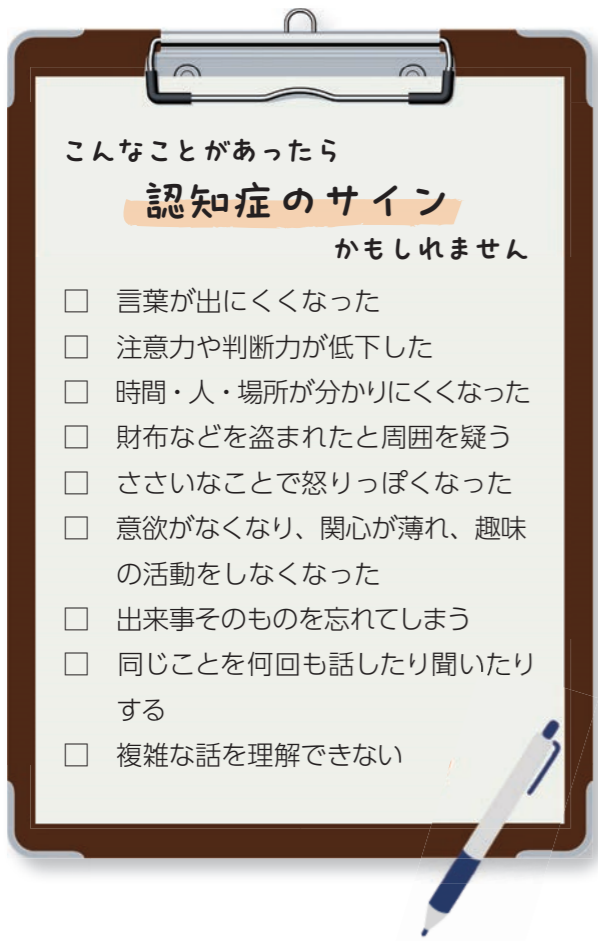 こんなことがあったら
認知症のサイン
かもしれません
□ 言葉が出にくくなった
□ 注意力や判断力が低下した
□ 時間・人・場所が分かりにくくなった
□ 財布などを盗まれたと周囲を疑う
□ ささいなことで怒りっぽくなった
□ 意欲がなくなり、関心が薄れ、趣味
の活動をしなくなった
□ 出来事そのものを忘れてしまう
□ 同じことを何回も話したり聞いたり
する
□ 複雑な話を理解できない